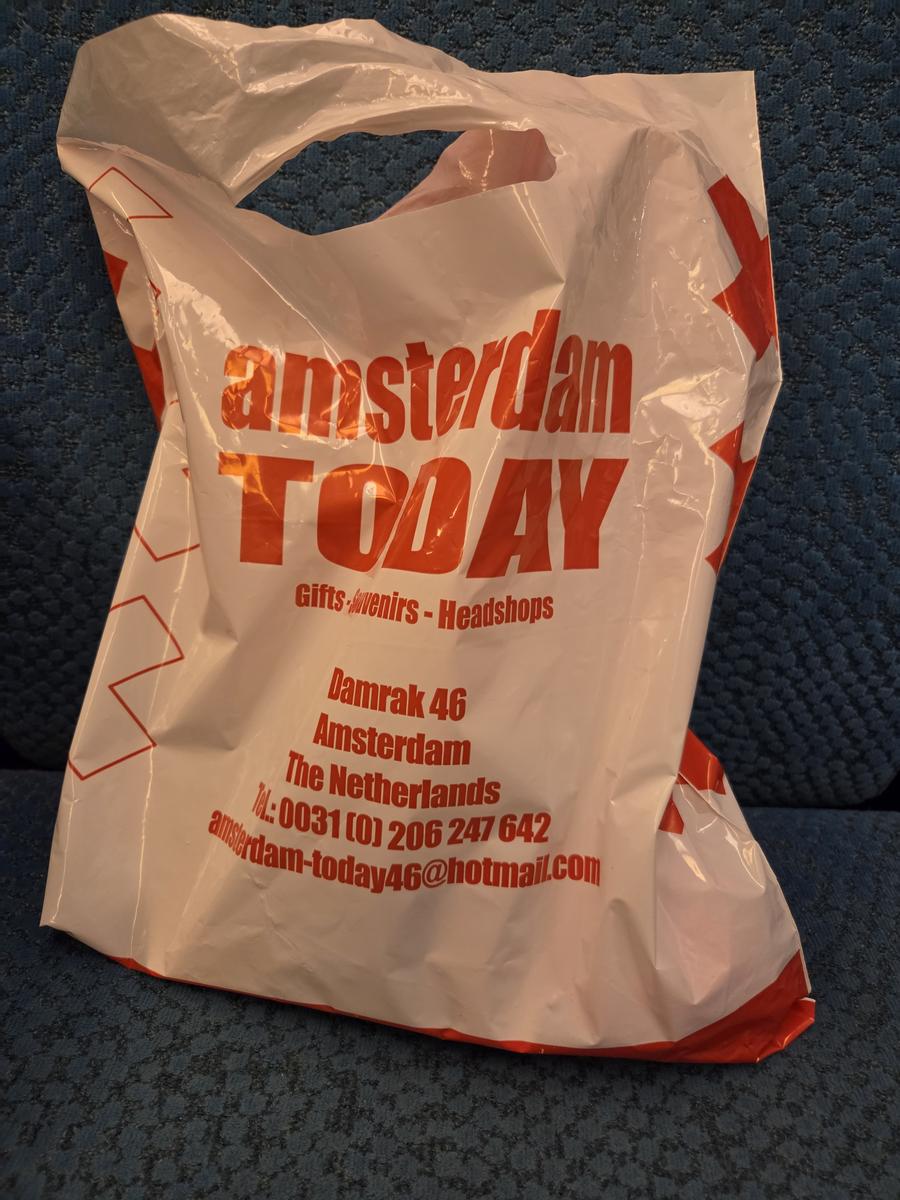 amsterdam
TODAY
Gifts - Souvenirs - Headshops
Damrak 46
Amsterdam
The Netherlands
Tel.: 0031 (0) 206 247 642
amsterdam-today46@hotmail.com